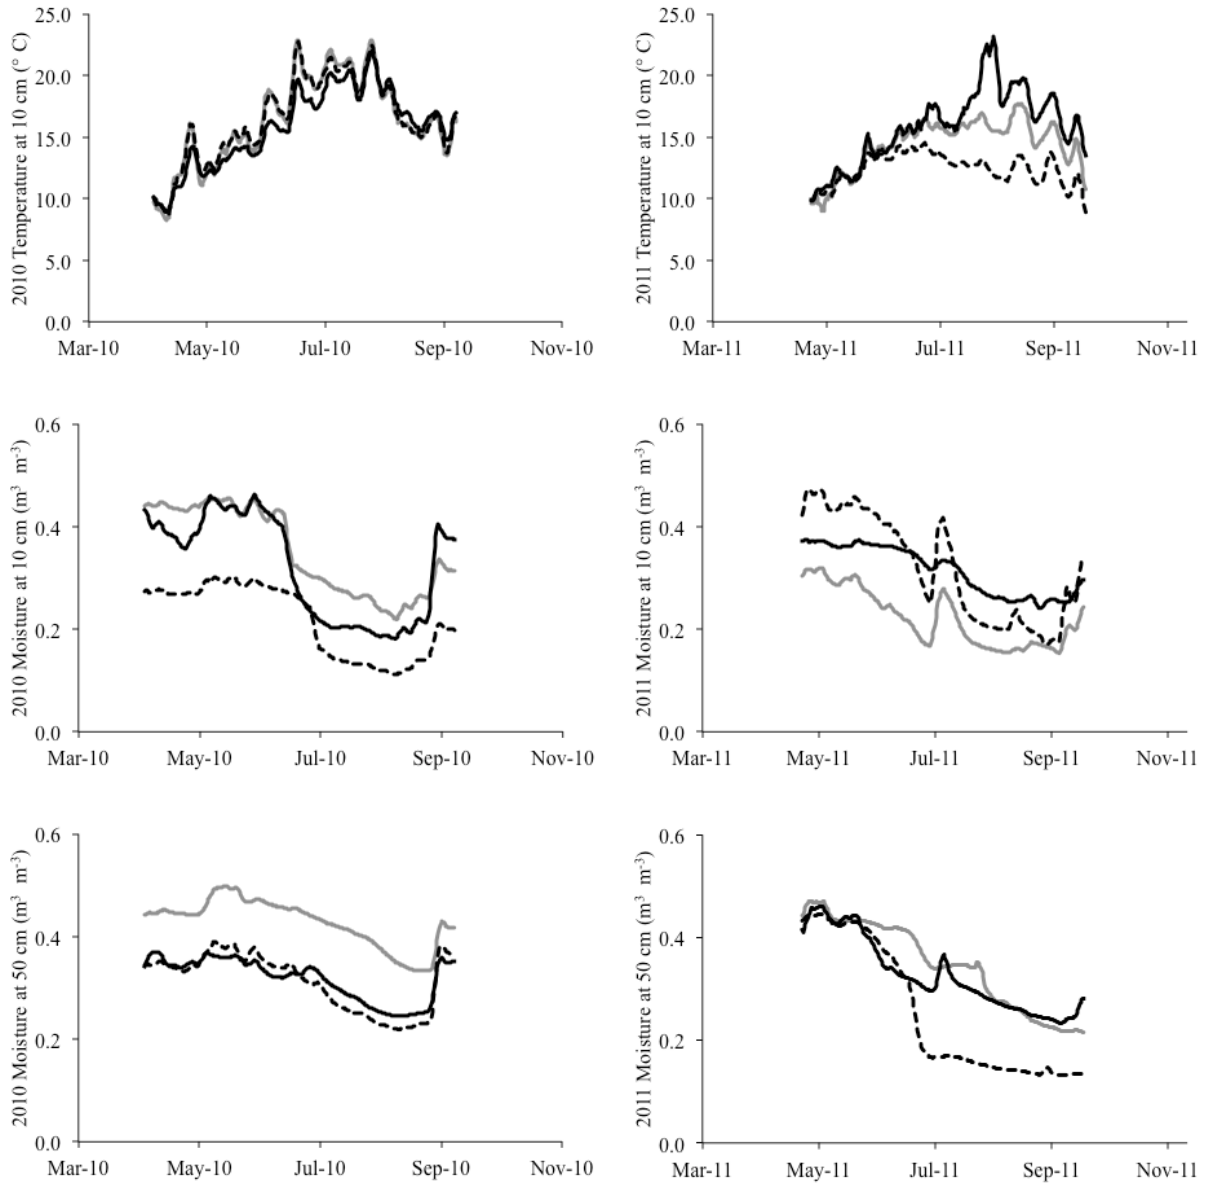 2010 Temperature at 10 cm (° C)
25.0
20.0
15.0
10.0
5.0
0.0
Mar-10 May-10 Jul-10 Sep-10 Nov-10
2011 Temperature at 10 cm (° C)
25.0
20.0
15.0
10.0
5.0
0.0
Mar-11 May-11 Jul-11 Sep-11 Nov-11
2010 Moisture at 10 cm (m³ m⁻³)
0.6
0.4
0.2
0.0
Mar-10 May-10 Jul-10 Sep-10 Nov-10
2011 Moisture at 10 cm (m³ m⁻³)
0.6
0.4
0.2
0.0
Mar-11 May-11 Jul-11 Sep-11 Nov-11
2010 Moisture at 50 cm (m³ m⁻³)
0.6
0.4
0.2
0.0
Mar-10 May-10 Jul-10 Sep-10 Nov-10
2011 Moisture at 50 cm (m³ m⁻³)
0.6
0.4
0.2
0.0
Mar-11 May-11 Jul-11 Sep-11 Nov-11